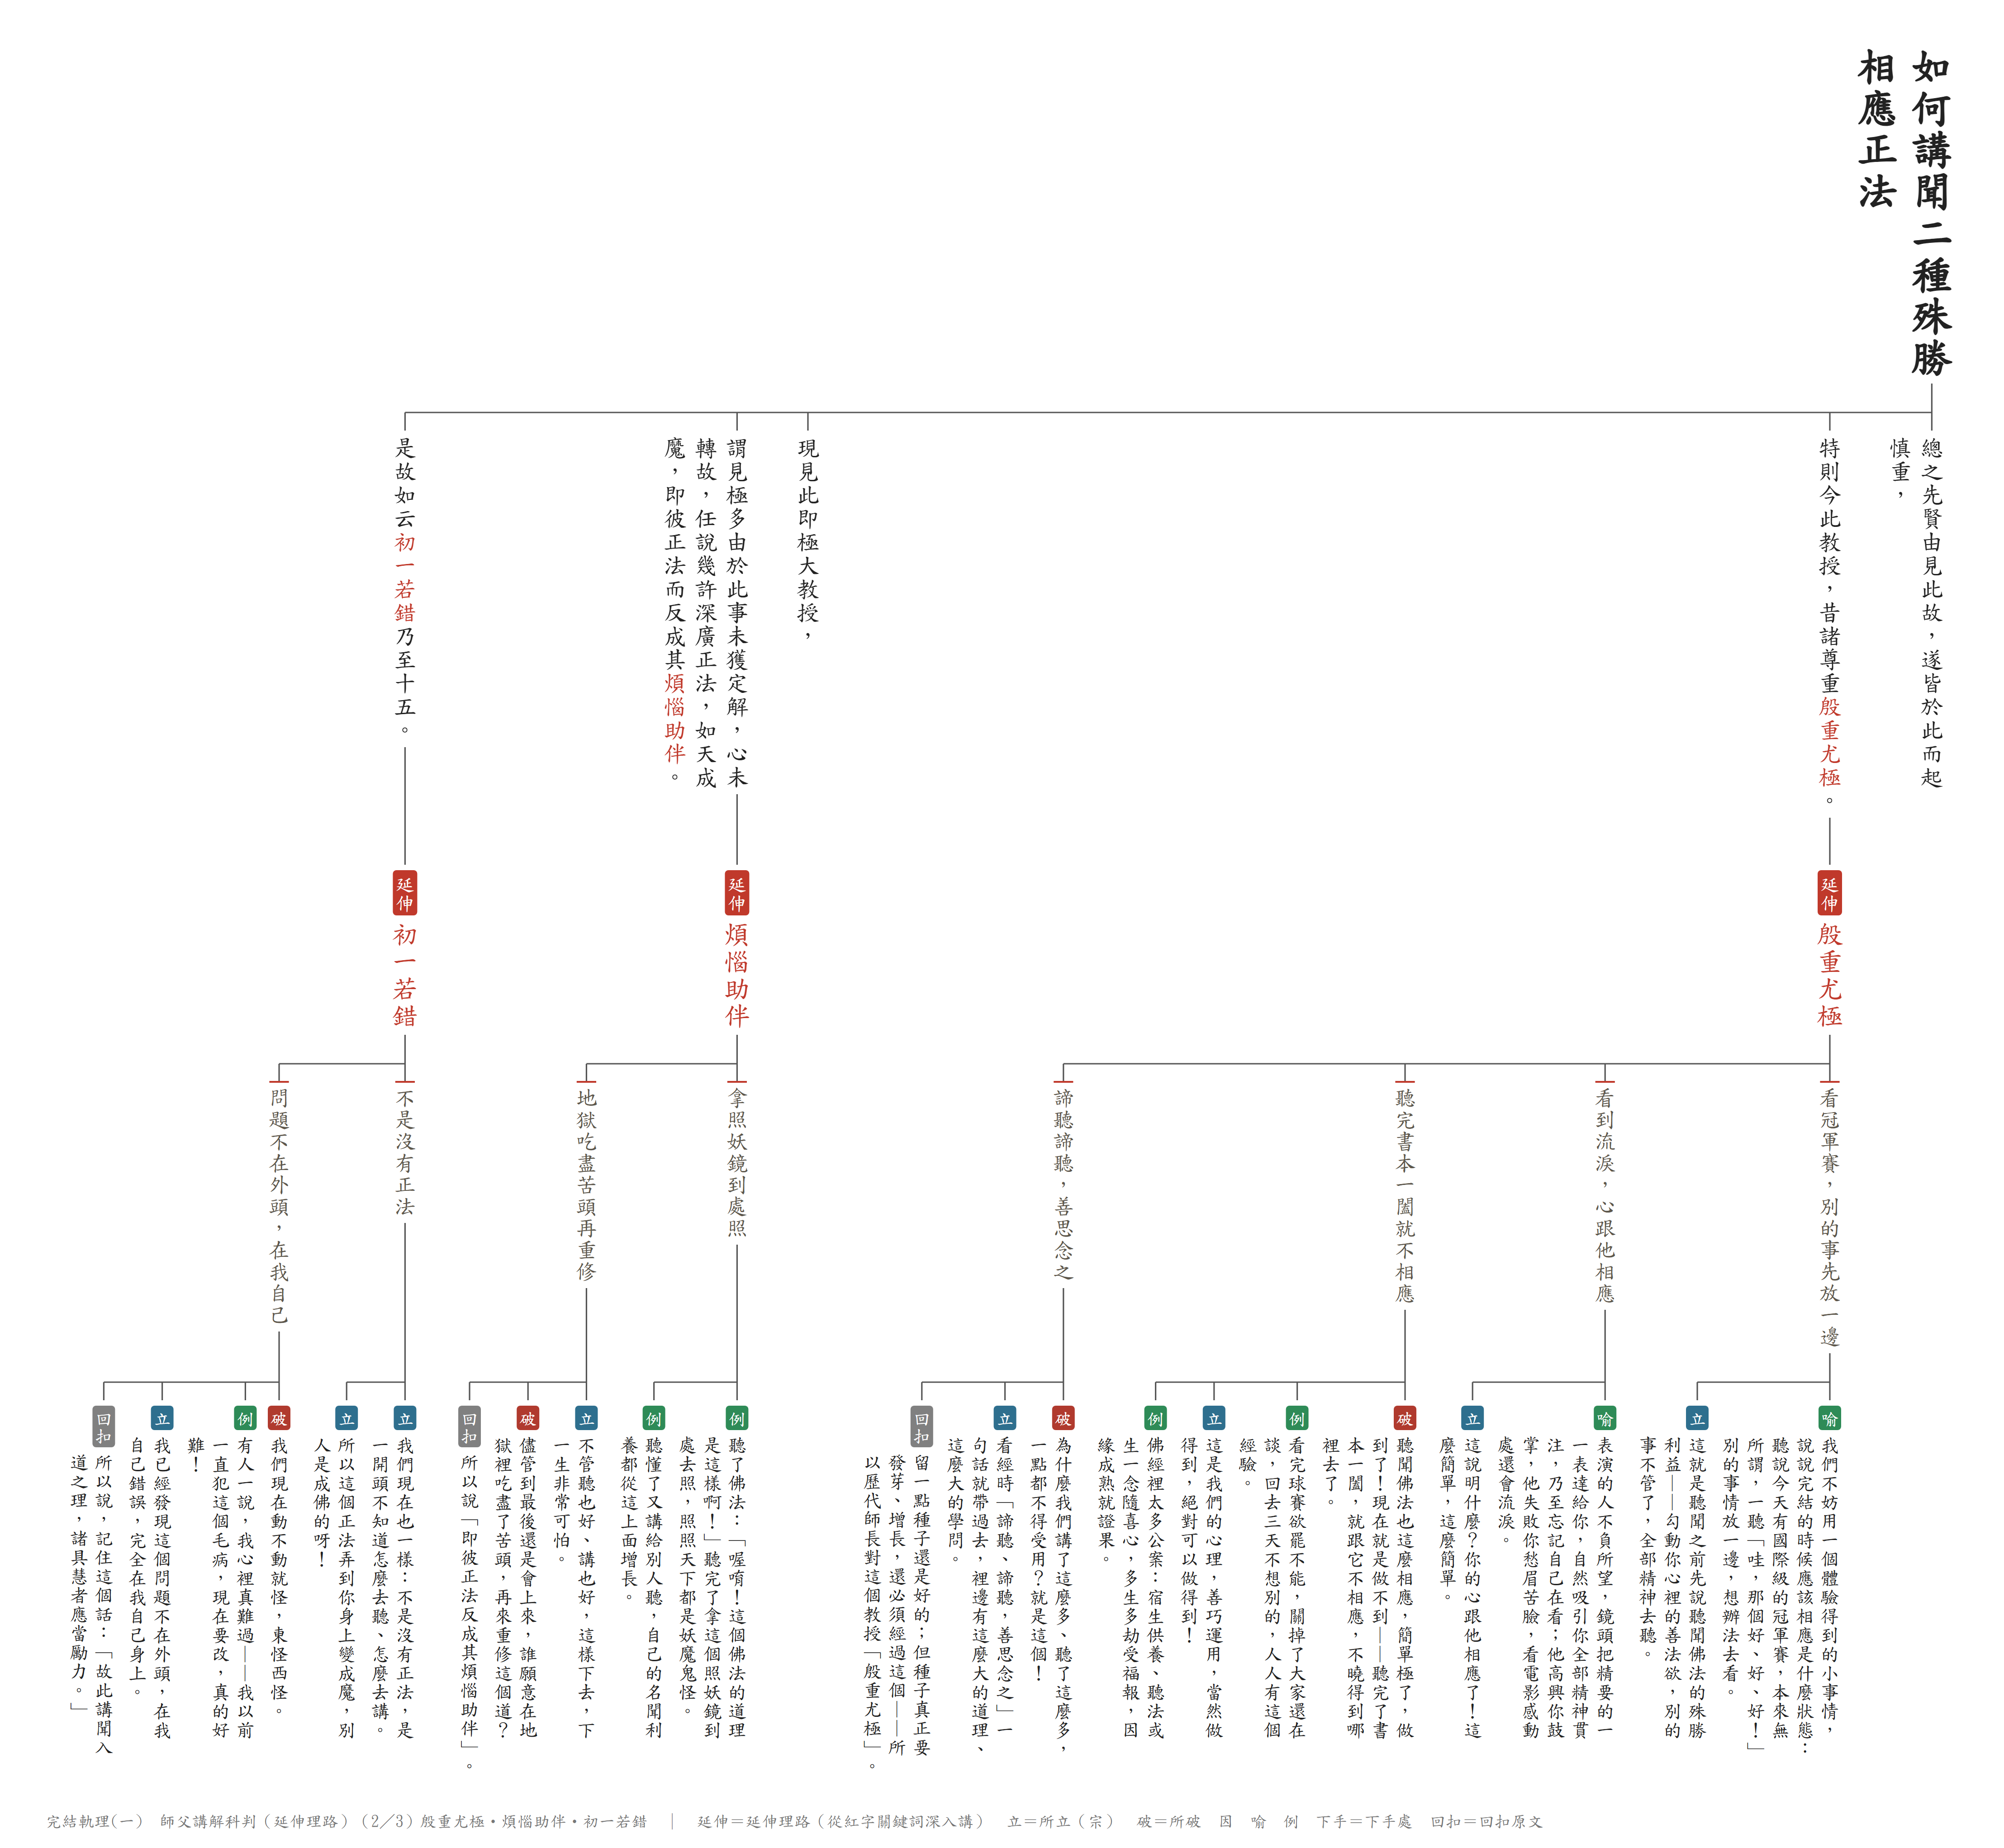 如何講聞二種殊勝
相應正法
總之先賢由見此故，遂皆於此而起
慎重，
特則今此教授，昔諸尊重殷重尤極。
現見此即極大教授，
謂見極多由於此事未獲定解，心未
轉故，任說幾許深廣正法，如天成
魔，即彼正法而反成其煩惱助伴。
是故如云初一若錯乃至十五。
延伸
殷重尤極
延伸
煩惱助伴
延伸
初一若錯
看冠軍賽，別的事先放一邊
看到流淚，心跟他相應
聽完書本一闔就不相應
諦聽諦聽，善思念之
拿照妖鏡到處照
地獄吃盡苦頭再重修
不是沒有正法
問題不在外頭，在我自己
喻
我們不妨用一個體驗得到的小事情，
說說完結的時候應該相應是什麼狀態：
聽說今天有國際級的冠軍賽，本來無
所謂，一聽「哇，那個好、好、好！」
別的事情放一邊，想辦法去看。
立
這就是聽聞之前先說聽聞佛法的殊勝
利益——勾動你心裡的善法欲，別的
事不管了，全部精神去聽。
喻
表演的人不負所望，鏡頭把精要的一
一表達給你，自然吸引你全部精神貫
注，乃至忘記自己在看；他高興你鼓
掌，他失敗你愁眉苦臉，看電影感動
處還會流淚。
立
這說明什麼？你的心跟他相應了！這
麼簡單，這麼簡單。
破
聽聞佛法也這麼相應，簡單極了，做
到了！現在就是做不到——聽完了書
本一闔，就跟它不相應，不曉得到哪
裡去了。
例
看完球賽欲罷不能，關掉了大家還在
談，回去三天不想別的，人人有這個
經驗。
立
這是我們的心理，善巧運用，當然做
得到，絕對可以做得到！
例
佛經裡太多公案：宿生供養、聽法或
生一念隨喜心，多生多劫受福報，因
緣成熟就證果。
破
為什麼我們講了這麼多、聽了這麼多，
一點都不得受用？就是這個！
立
看經時「諦聽、諦聽，善思念之」一
句話就帶過去，裡邊有這麼大的道理、
這麼大的學問。
回扣
留一點種子還是好的；但種子真正要
發芽、增長，還必須經過這個——所
以歷代師長對這個教授「殷重尤極」。
例
聽了佛法：「喔唷！這個佛法的道理
是這樣啊！」聽完了拿這個照妖鏡到
處去照，照照天下都是妖魔鬼怪。
例
聽懂了又講給別人聽，自己的名聞利
養都從這上面增長。
立
不管聽也好、講也好，這樣下去，下
一生非常可怕。
破
儘管到最後還是會上來，誰願意在地
獄裡吃盡了苦頭，再來重修這個道？
回扣
所以說「即彼正法反成其煩惱助伴」。
立
我們現在也一樣：不是沒有正法，是
一開頭不知道怎麼去聽、怎麼去講。
立
所以這個正法弄到你身上變成魔，別
人是成佛的呀！
破
我們現在動不動就怪，東怪西怪。
例
有人一說，我心裡真難過——我以前
一直犯這個毛病，現在要改，真的好
難！
立
我已經發現這個問題不在外頭，在我
自己錯誤，完全在我自己身上。
回扣
所以說，記住這個話：「故此講聞入
道之理，諸具慧者應當勵力。」
完結軌理(一)　師父講解科判（延伸理路）（2／3）殷重尤極・煩惱助伴・初一若錯　｜　延伸＝延伸理路（從紅字關鍵詞深入講）　立＝所立（宗）　破＝所破　因　喻　例　下手＝下手處　回扣＝回扣原文